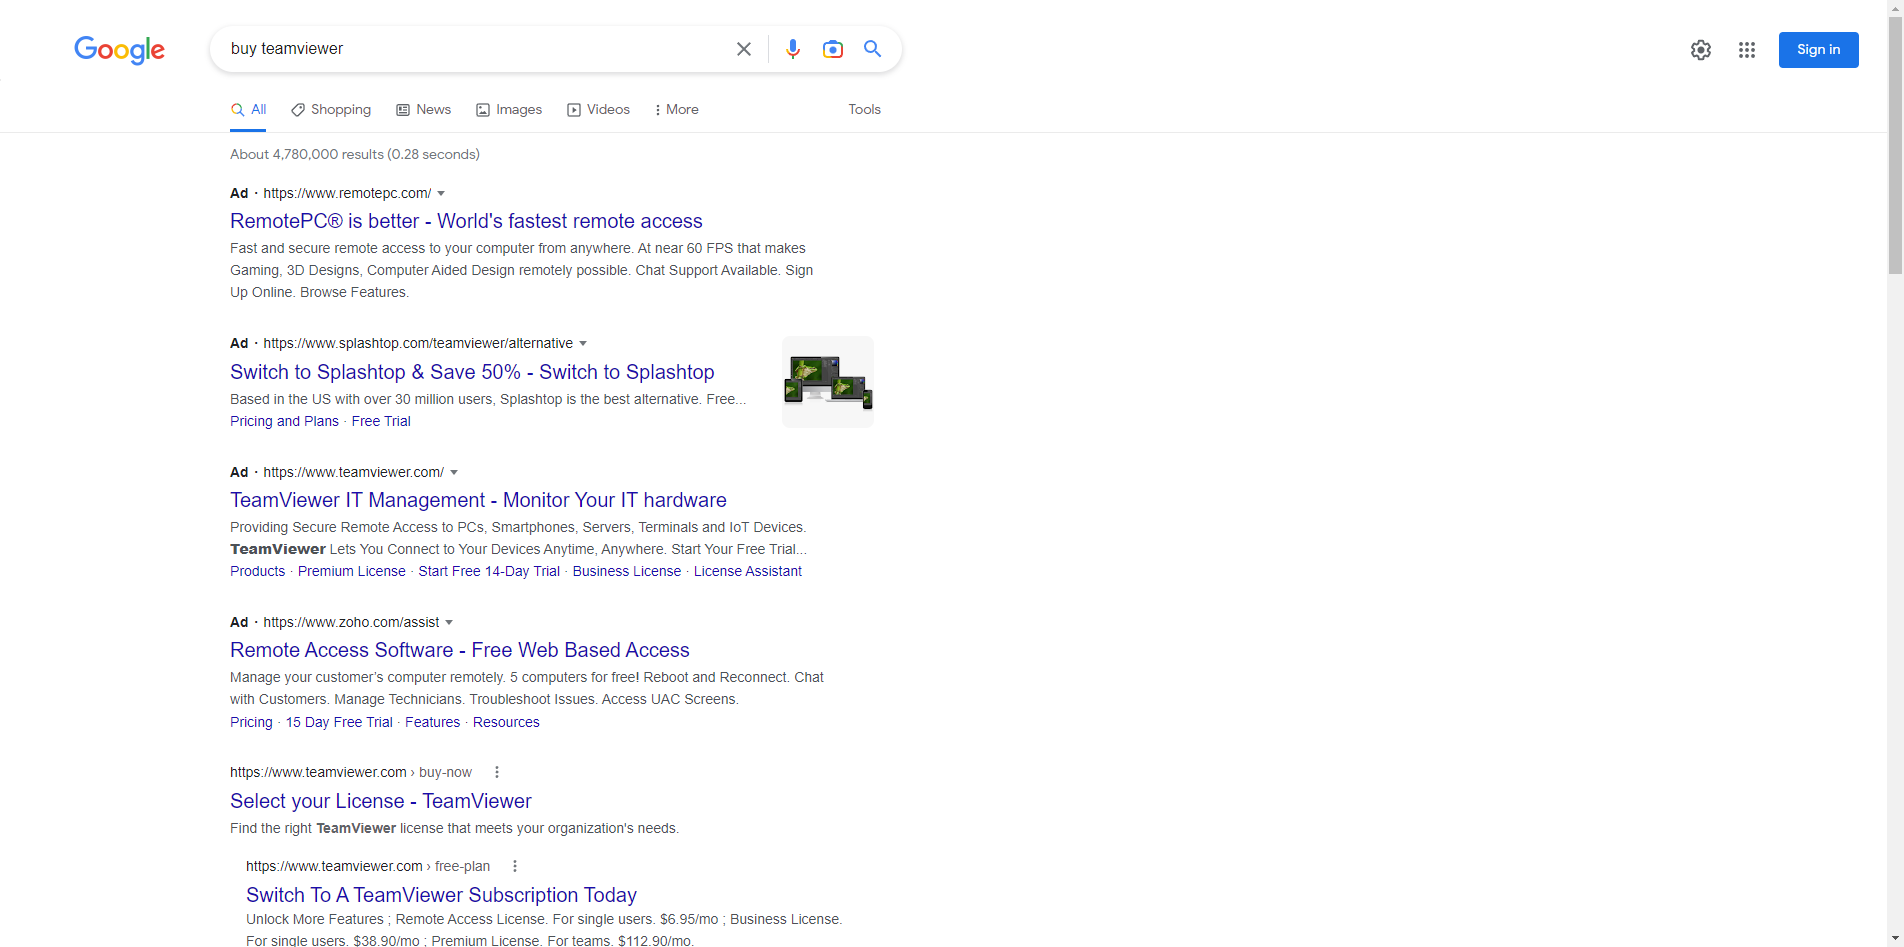 Google
buy teamviewer
Sign in
All
Shopping
News
Images
Videos
More
Tools
About 4,780,000 results (0.28 seconds)
Ad · https://www.remotepc.com/
RemotePC® is better - World's fastest remote access
Fast and secure remote access to your computer from anywhere. At near 60 FPS that makes
Gaming, 3D Designs, Computer Aided Design remotely possible. Chat Support Available. Sign
Up Online. Browse Features.
Ad · https://www.splashtop.com/teamviewer/alternative
Switch to Splashtop & Save 50% - Switch to Splashtop
Based in the US with over 30 million users, Splashtop is the best alternative. Free...
Pricing and Plans · Free Trial
Ad · https://www.teamviewer.com/
TeamViewer IT Management - Monitor Your IT hardware
Providing Secure Remote Access to PCs, Smartphones, Servers, Terminals and IoT Devices.
TeamViewer Lets You Connect to Your Devices Anytime, Anywhere. Start Your Free Trial...
Products · Premium License · Start Free 14-Day Trial · Business License · License Assistant
Ad · https://www.zoho.com/assist
Remote Access Software - Free Web Based Access
Manage your customer's computer remotely. 5 computers for free! Reboot and Reconnect. Chat
with Customers. Manage Technicians. Troubleshoot Issues. Access UAC Screens.
Pricing · 15 Day Free Trial · Features · Resources
https://www.teamviewer.com › buy-now
Select your License - TeamViewer
Find the right TeamViewer license that meets your organization's needs.
https://www.teamviewer.com › free-plan
Switch To A TeamViewer Subscription Today
Unlock More Features ; Remote Access License. For single users. $6.95/mo ; Business License.
For single users. $38.90/mo ; Premium License. For teams. $112.90/mo.